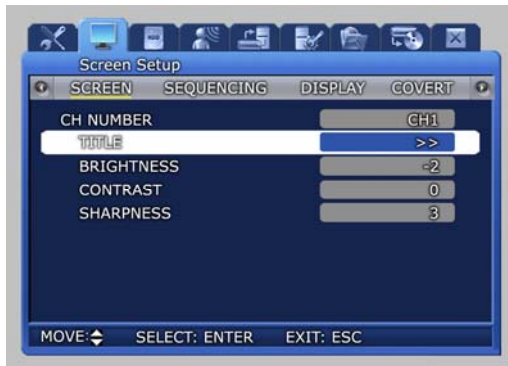 Screen Setup
SCREEN SEQUENCING DISPLAY COVERT
CH NUMBER CH1
TITLE >>
BRIGHTNESS -2
CONTRAST 0
SHARPNESS 3
MOVE: SELECT: ENTER EXIT: ESC